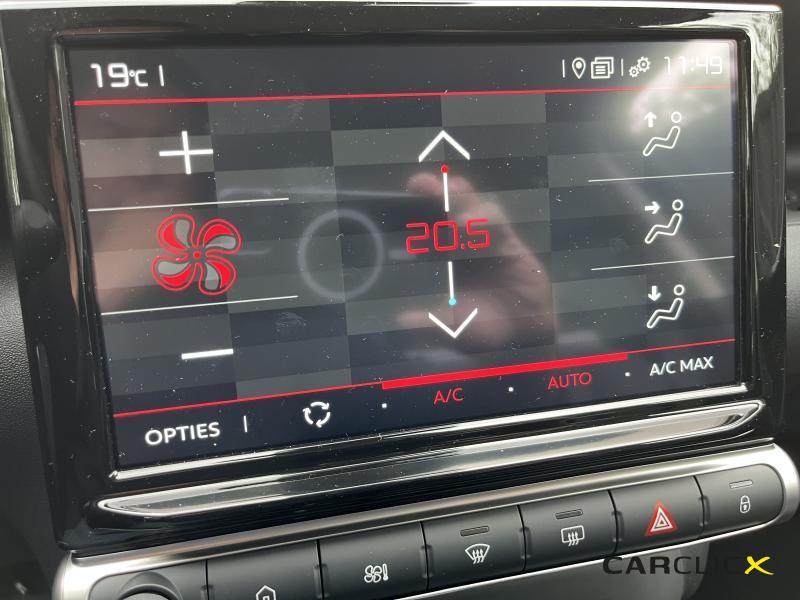 19°C
11:49
20.5
A/C
AUTO
A/C MAX
OPTIES
CARCLICX